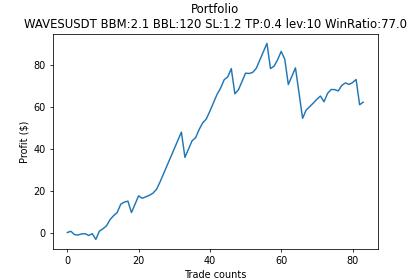 Portfolio
WAVESUSDT BBM:2.1 BBL:120 SL:1.2 TP:0.4 lev:10 WinRatio:77.0
80
60
40
20
0
Profit ($)
0 20 40 60 80
Trade counts